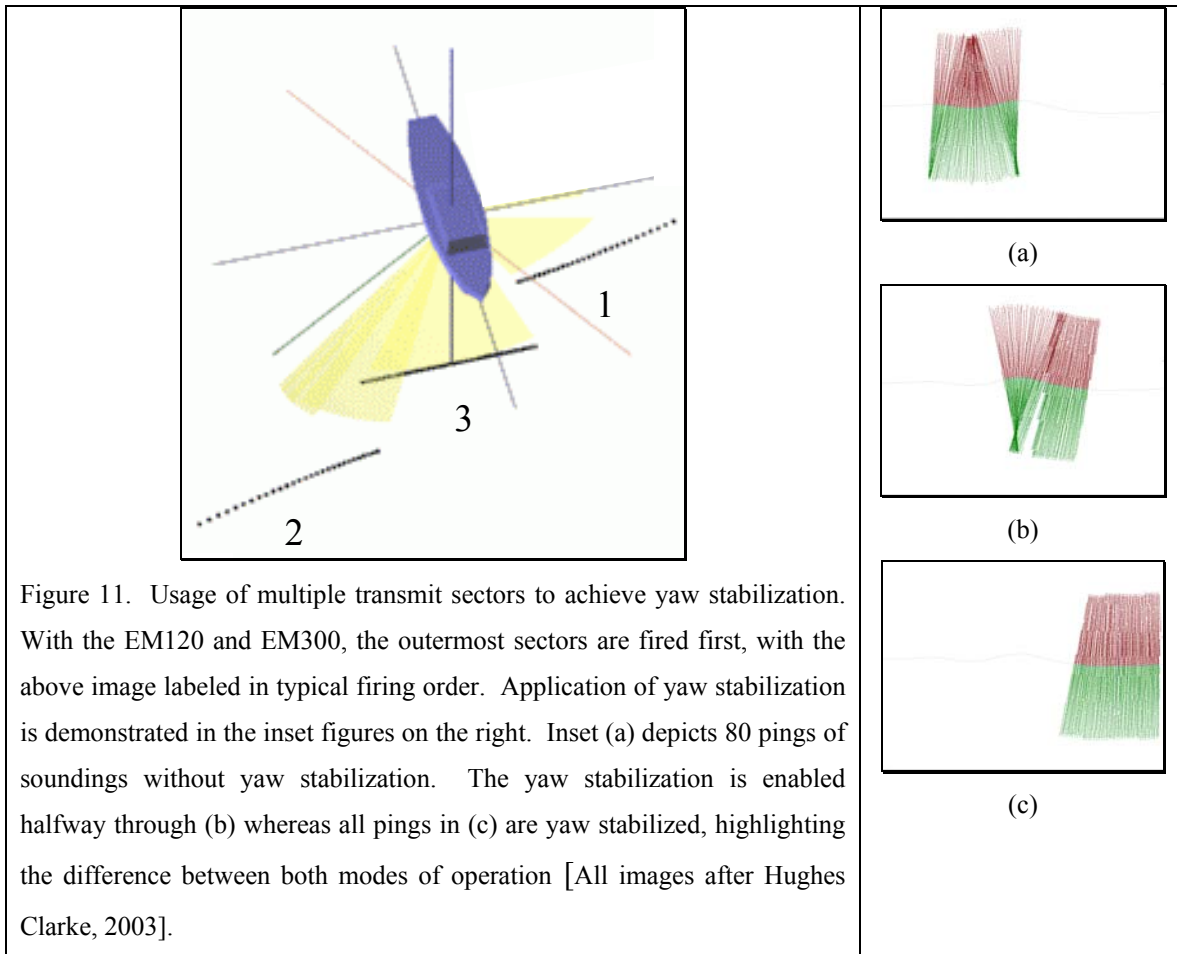 1
3
2
Figure 11. Usage of multiple transmit sectors to achieve yaw stabilization.
With the EM120 and EM300, the outermost sectors are fired first, with the
above image labeled in typical firing order. Application of yaw stabilization
is demonstrated in the inset figures on the right. Inset (a) depicts 80 pings of
soundings without yaw stabilization. The yaw stabilization is enabled
halfway through (b) whereas all pings in (c) are yaw stabilized, highlighting
the difference between both modes of operation [All images after Hughes
Clarke, 2003].
(a)
(b)
(c)